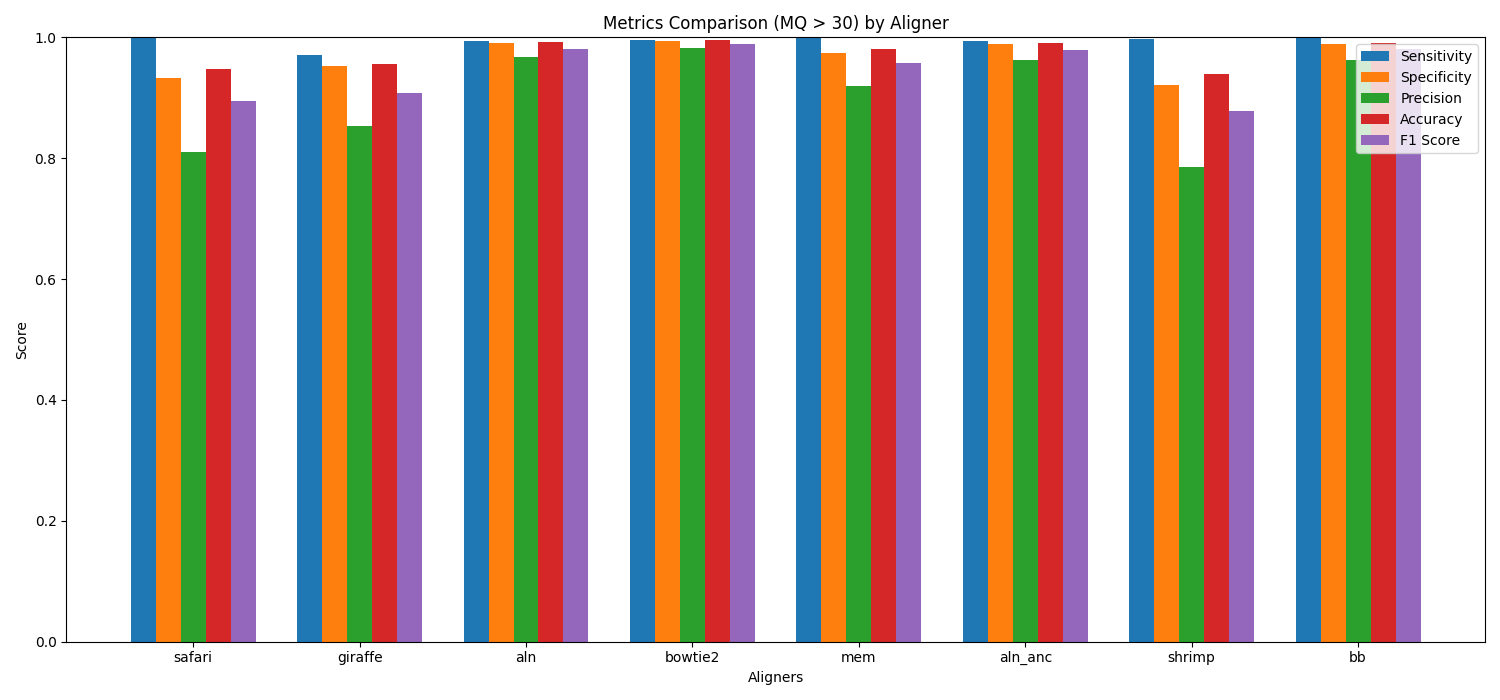 Metrics Comparison (MQ > 30) by Aligner
1.0
0.8
0.6
0.4
0.2
0.0
Score
Sensitivity
Specificity
Precision
Accuracy
F1 Score
safari
giraffe
aln
bowtie2
mem
aln_anc
shrimp
bb
Aligners